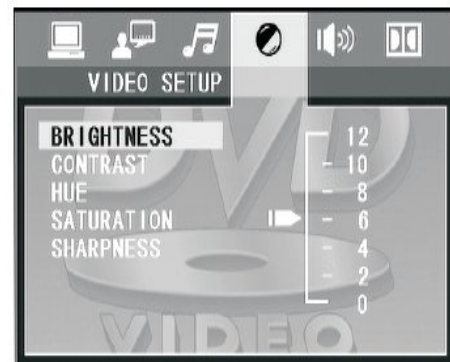 VIDEO SETUP
BRIGHTNESS
CONTRAST
HUE
SATURATION
SHARPNESS
12
10
8
6
4
2
0
DVD
VIDEO